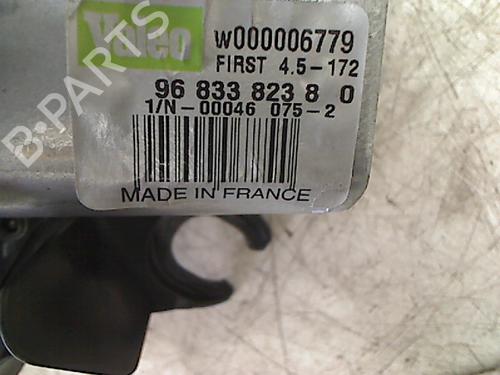 Valeo
W000006779
FIRST 4.5-172
96 833 823 8 0
1/N-00046 075-2
MADE IN FRANCE
B-PARTS